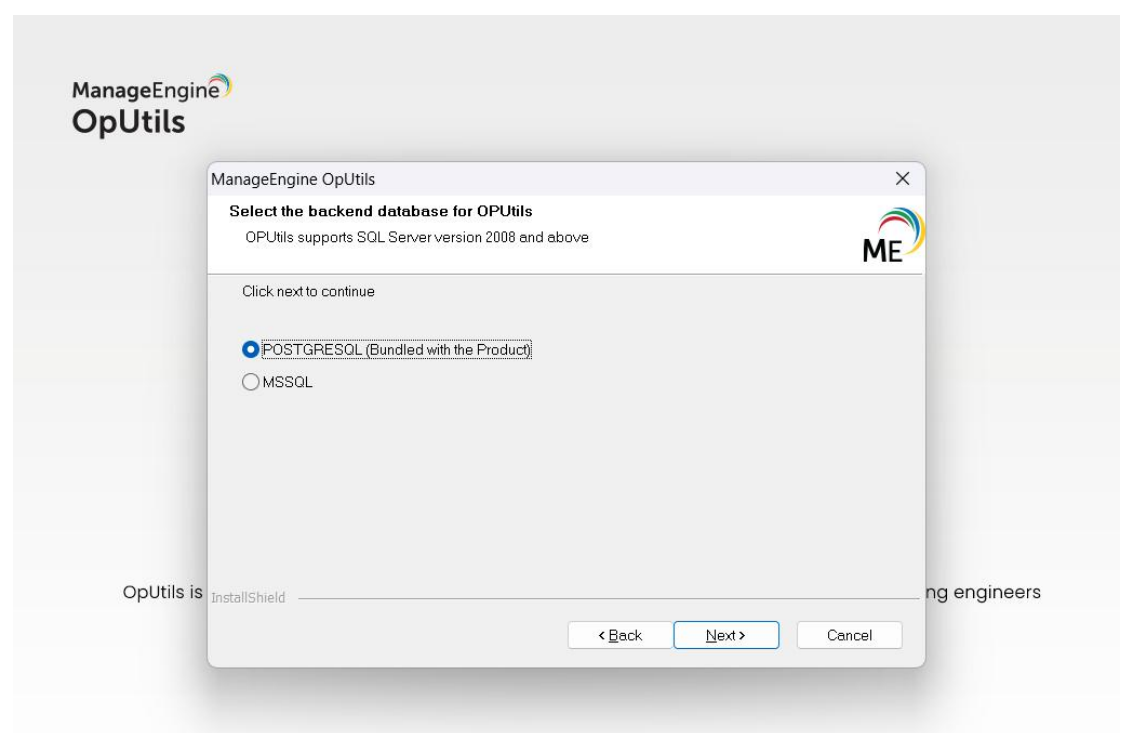 ManageEngine
OpUtils
ManageEngine OpUtils
Select the backend database for OPUtils
OPUtils supports SQL Server version 2008 and above
ME
Click next to continue
POSTGRESQL (Bundled with the Product)
MSSQL
OpUtils is
ng engineers
InstallShield
< Back
Next >
Cancel